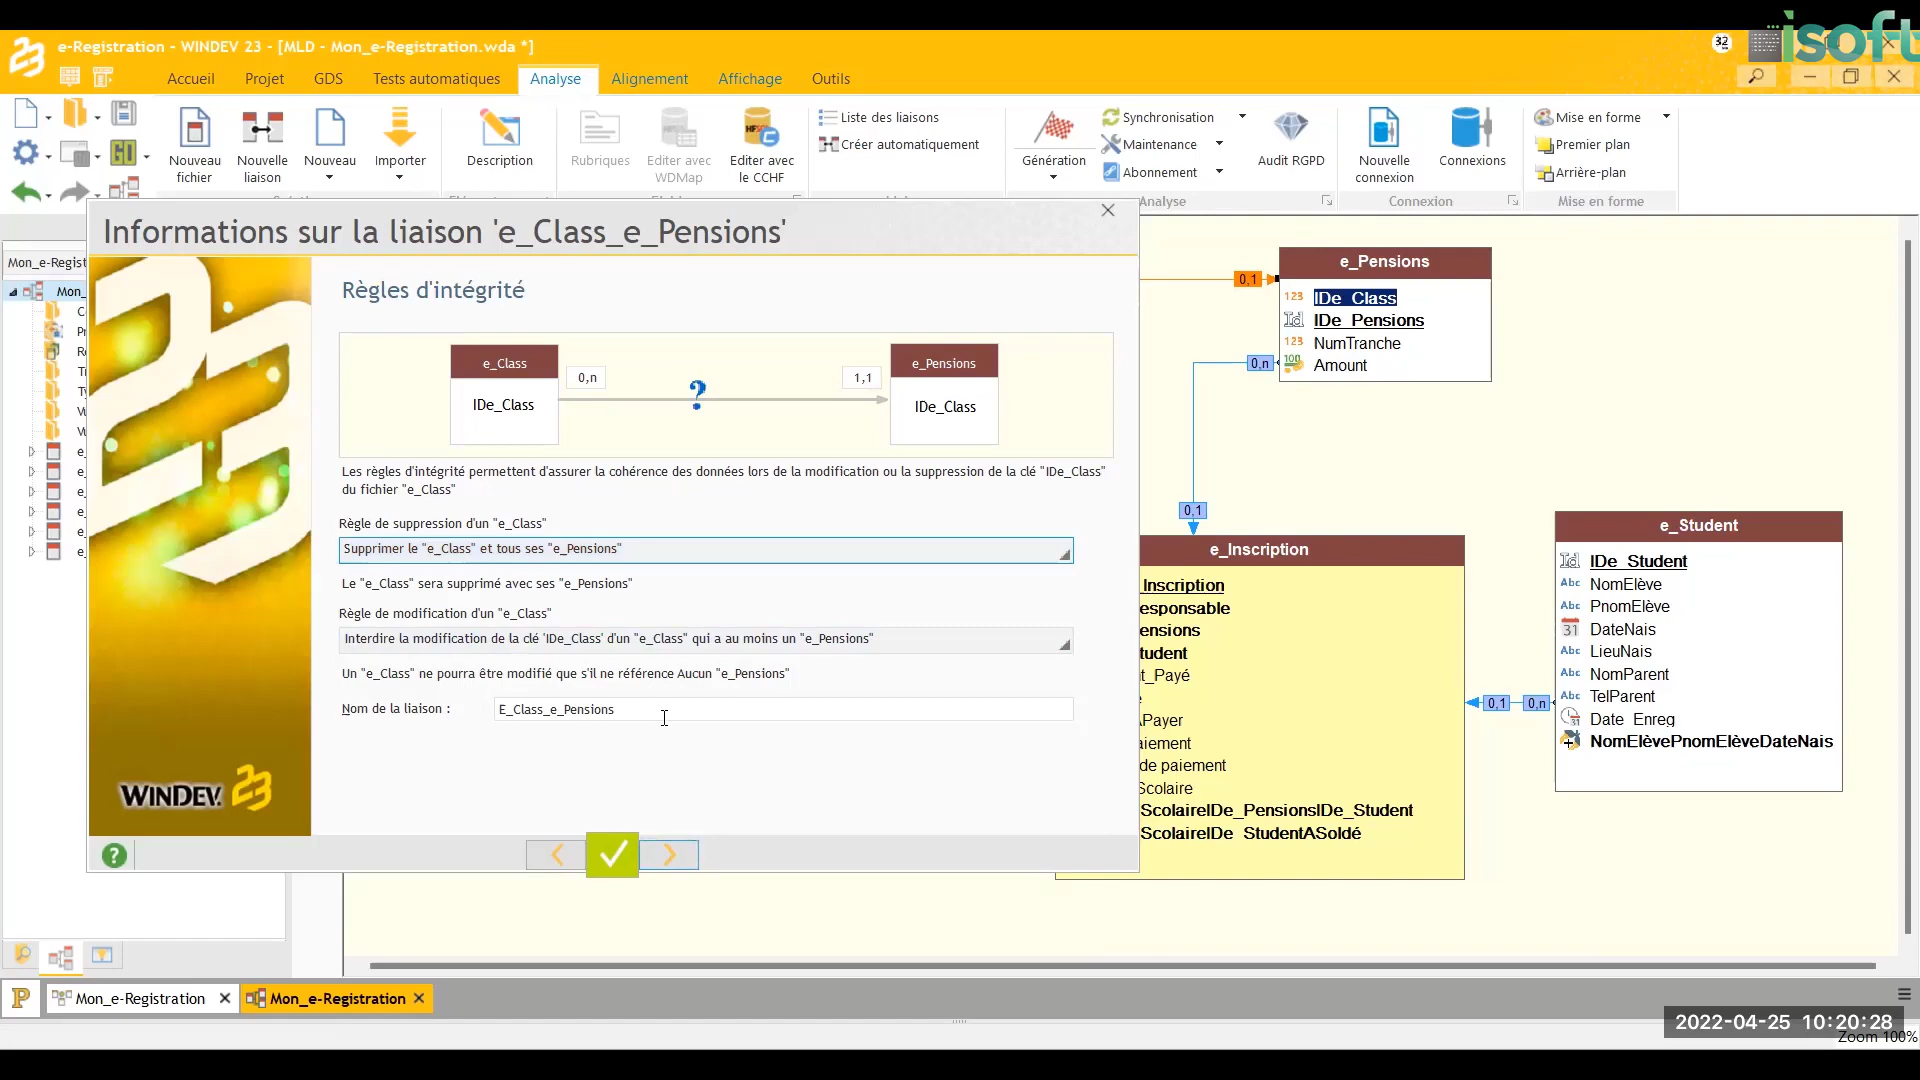 isoft
e-Registration - WINDEV 23 - [MLD - Mon_e-Registration.wda *]
32
Accueil
Projet
GDS
Tests automatiques
Analyse
Alignement
Affichage
Outils
Nouveau fichier
Nouvelle liaison
Nouveau
Importer
Description
Rubriques
Editer avec WDMap
Editer avec le CCHF
Liste des liaisons
Créer automatiquement
Génération
Synchronisation
Maintenance
Abonnement
Audit RGPD
Nouvelle connexion
Connexions
Mise en forme
Premier plan
Arrière-plan
Analyse
Connexion
Mise en forme
Mon_e-Regist
Mon_
Informations sur la liaison 'e_Class_e_Pensions'
Règles d'intégrité
e_Class
0,n
?
1,1
e_Pensions
IDe_Class
IDe_Class
Les règles d'intégrité permettent d'assurer la cohérence des données lors de la modification ou la suppression de la clé "IDe_Class"
du fichier "e_Class"
Règle de suppression d'un "e_Class"
Supprimer le "e_Class" et tous ses "e_Pensions"
Le "e_Class" sera supprimé avec ses "e_Pensions"
Règle de modification d'un "e_Class"
Interdire la modification de la clé 'IDe_Class' d'un "e_Class" qui a au moins un "e_Pensions"
Un "e_Class" ne pourra être modifié que s'il ne référence Aucun "e_Pensions"
Nom de la liaison :
E_Class_e_Pensions
WINDEV 23
0,1
e_Pensions
IDe_Class
IDe_Pensions
NumTranche
Amount
0,n
0,1
e_Inscription
_Inscription
esponsable
ensions
tudent
t_Payé
e
APayer
aiement
de paiement
Scolaire
ScolaireIDe_PensionsIDe_Student
ScolaireIDe_StudentASoldé
0,1
0,n
e_Student
IDe_Student
NomElève
PnomElève
DateNais
LieuNais
NomParent
TelParent
Date_Enreg
NomElèvePnomElèveDateNais
Mon_e-Registration
Mon_e-Registration
2022-04-25 10:20:28
Zoom 100%